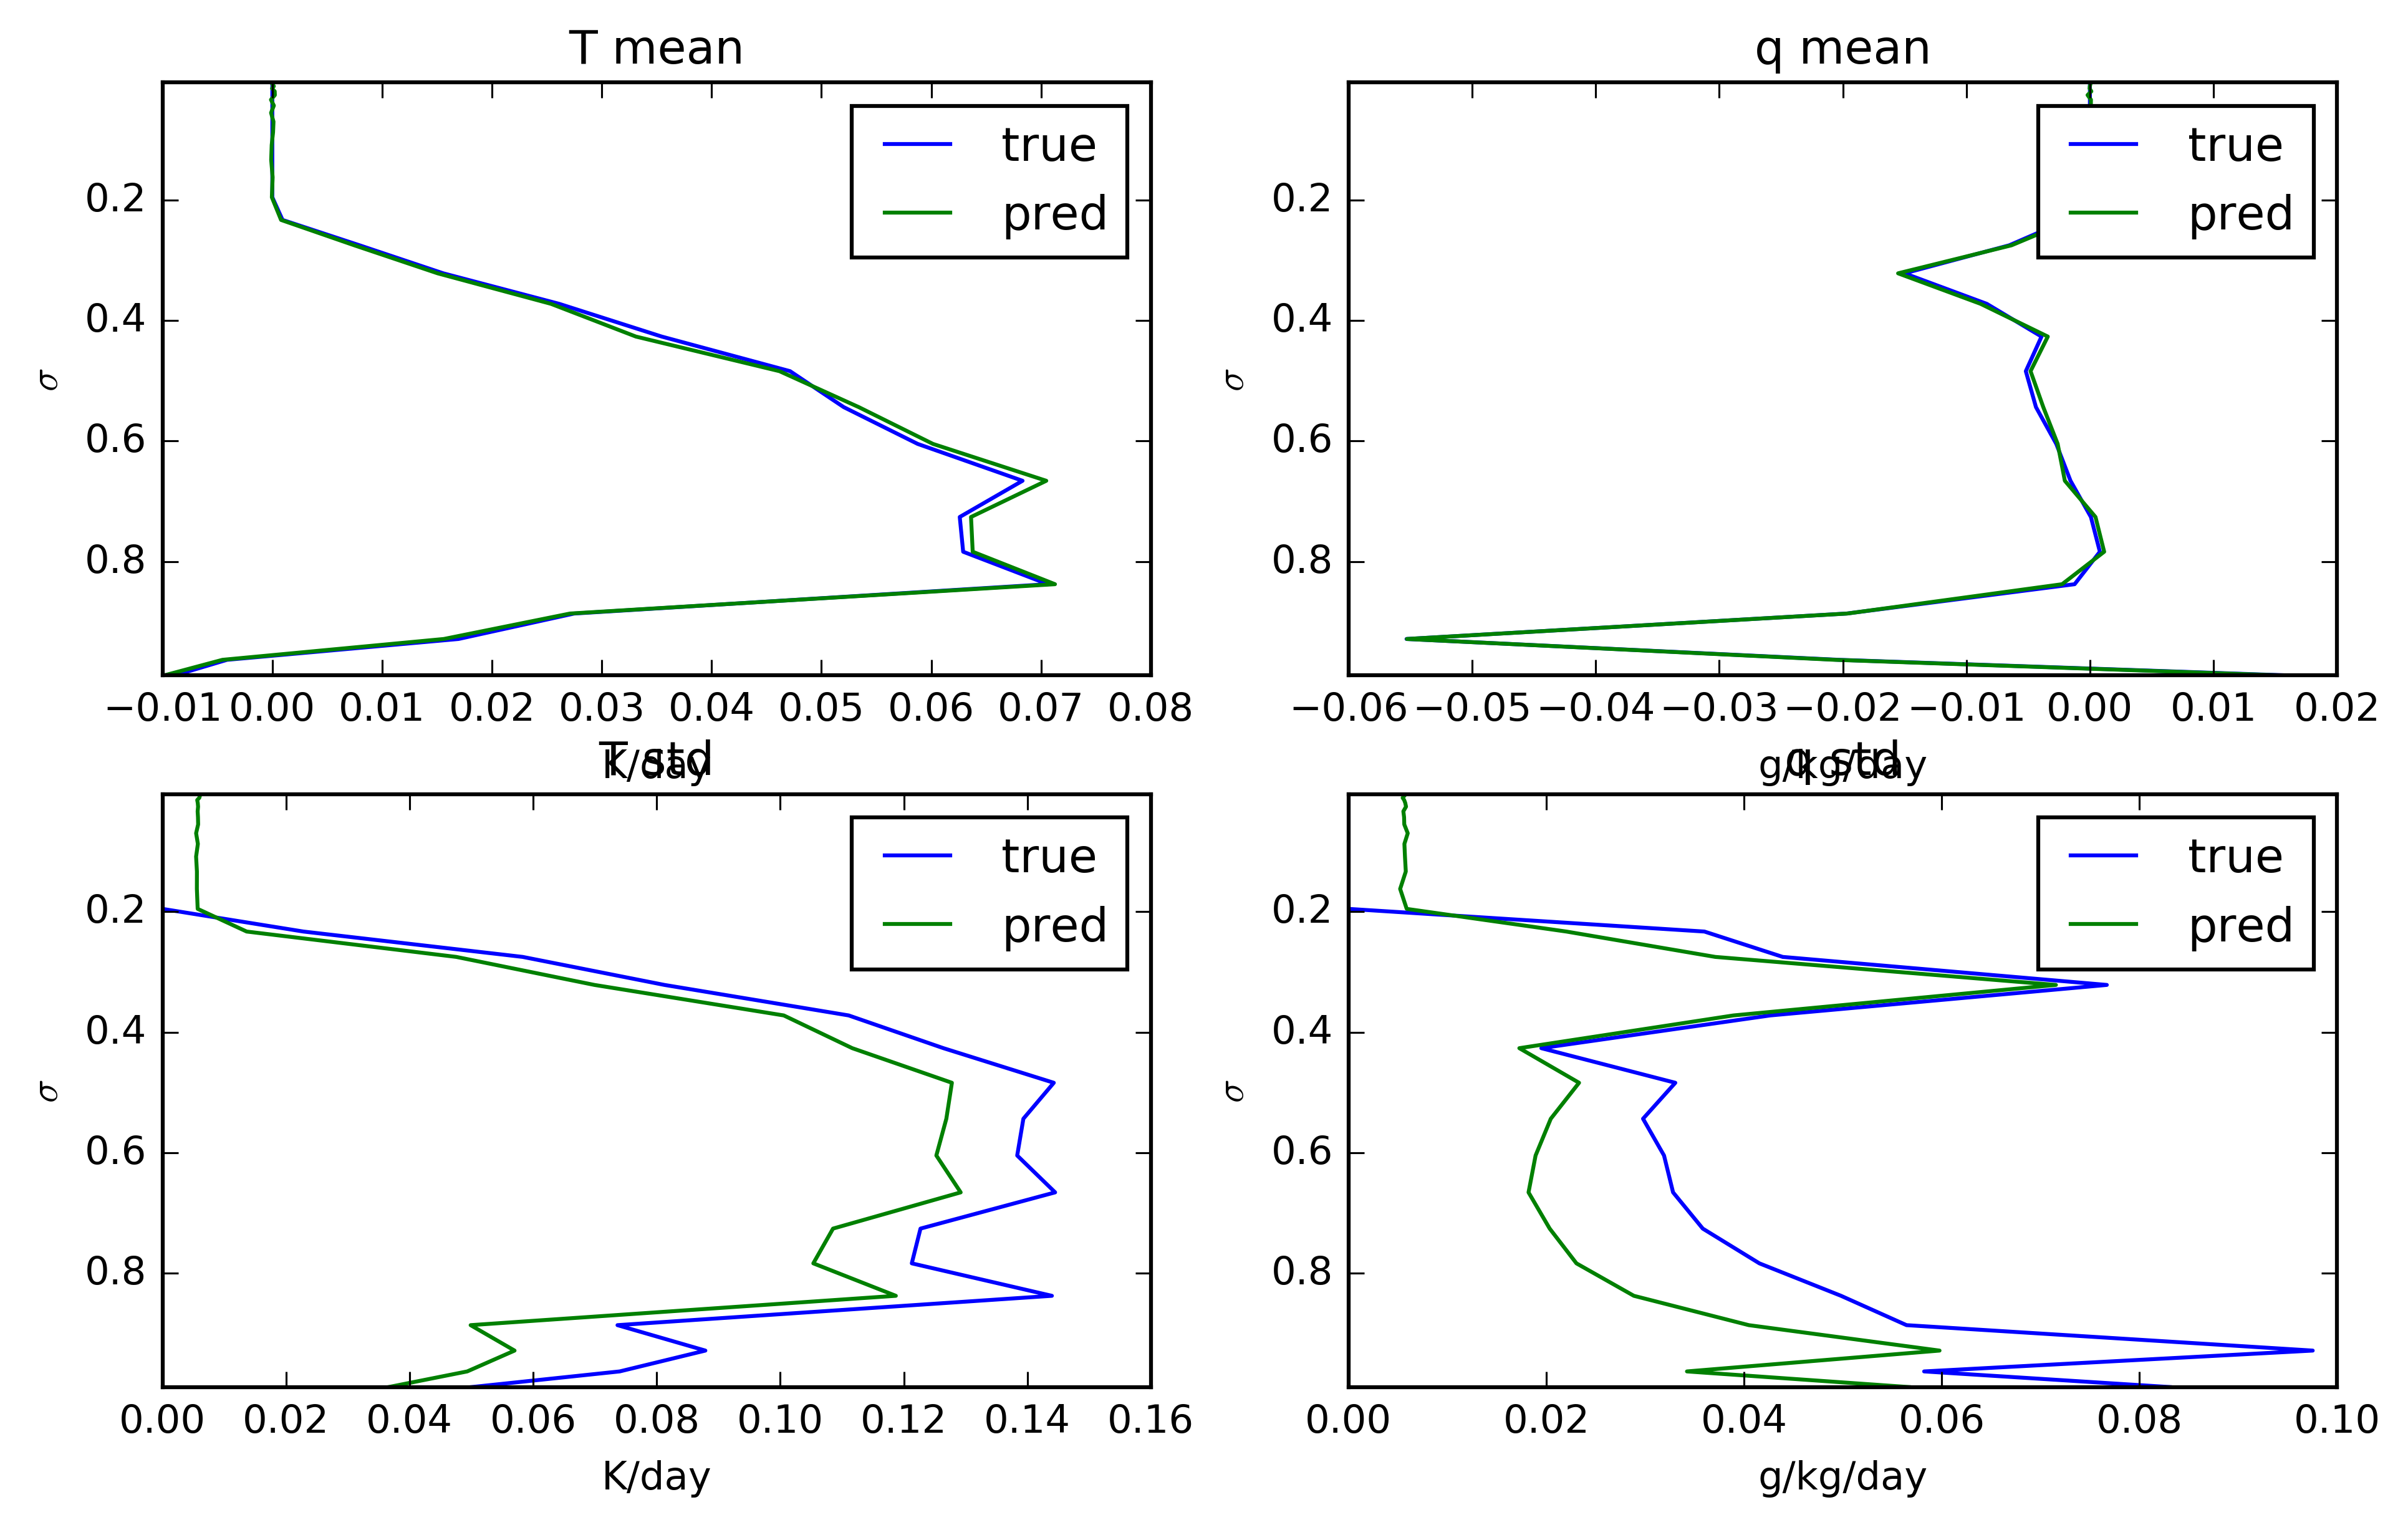 T mean
q mean
true
pred
true
pred
0.2
0.4
0.6
0.8
σ
0.2
0.4
0.6
0.8
σ
−0.01 0.00 0.01 0.02 0.03 0.04 0.05 0.06 0.07 0.08
−0.06 −0.05 −0.04 −0.03 −0.02 −0.01 0.00 0.01 0.02
K/day
T std
g/kg/day
q std
true
pred
true
pred
0.2
0.4
0.6
0.8
σ
0.2
0.4
0.6
0.8
σ
0.00 0.02 0.04 0.06 0.08 0.10 0.12 0.14 0.16
0.00 0.02 0.04 0.06 0.08 0.10
K/day
g/kg/day